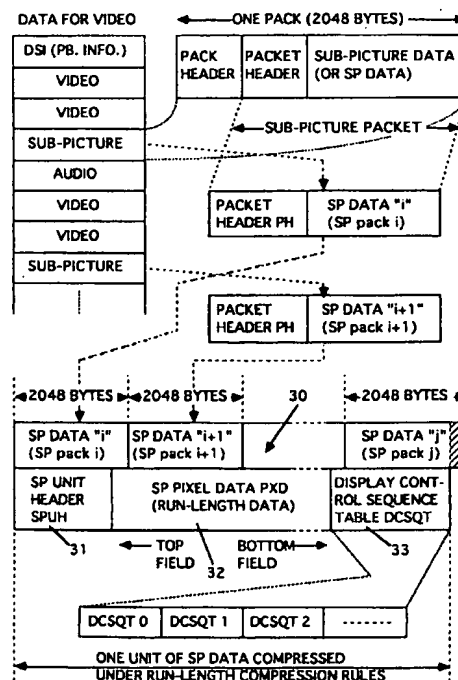 DATA FOR VIDEO
ONE PACK (2048 BYTES)
DSI (PB. INFO.)
VIDEO
VIDEO
SUB-PICTURE
AUDIO
VIDEO
VIDEO
SUB-PICTURE
PACK
HEADER
PACKET
HEADER
SUB-PICTURE DATA
(OR SP DATA)
SUB-PICTURE PACKET
PACKET
HEADER PH
SP DATA "i"
(SP pack i)
PACKET
HEADER PH
SP DATA "i+1"
(SP pack i+1)
2048 BYTES
2048 BYTES
30
2048 BYTES
SP DATA "i"
(SP pack i)
SP DATA "i+1"
(SP pack i+1)
SP DATA "j"
(SP pack j)
SP UNIT
HEADER
SPUH
SP PIXEL DATA PXD
(RUN-LENGTH DATA)
DISPLAY CONT-
ROL SEQUENCE
TABLE DCSQT
31
TOP
FIELD
32
BOTTOM
FIELD
33
DCSQT 0
DCSQT 1
DCSQT 2
ONE UNIT OF SP DATA COMPRESSED
UNDER RUN-LENGTH COMPRESSION RULES